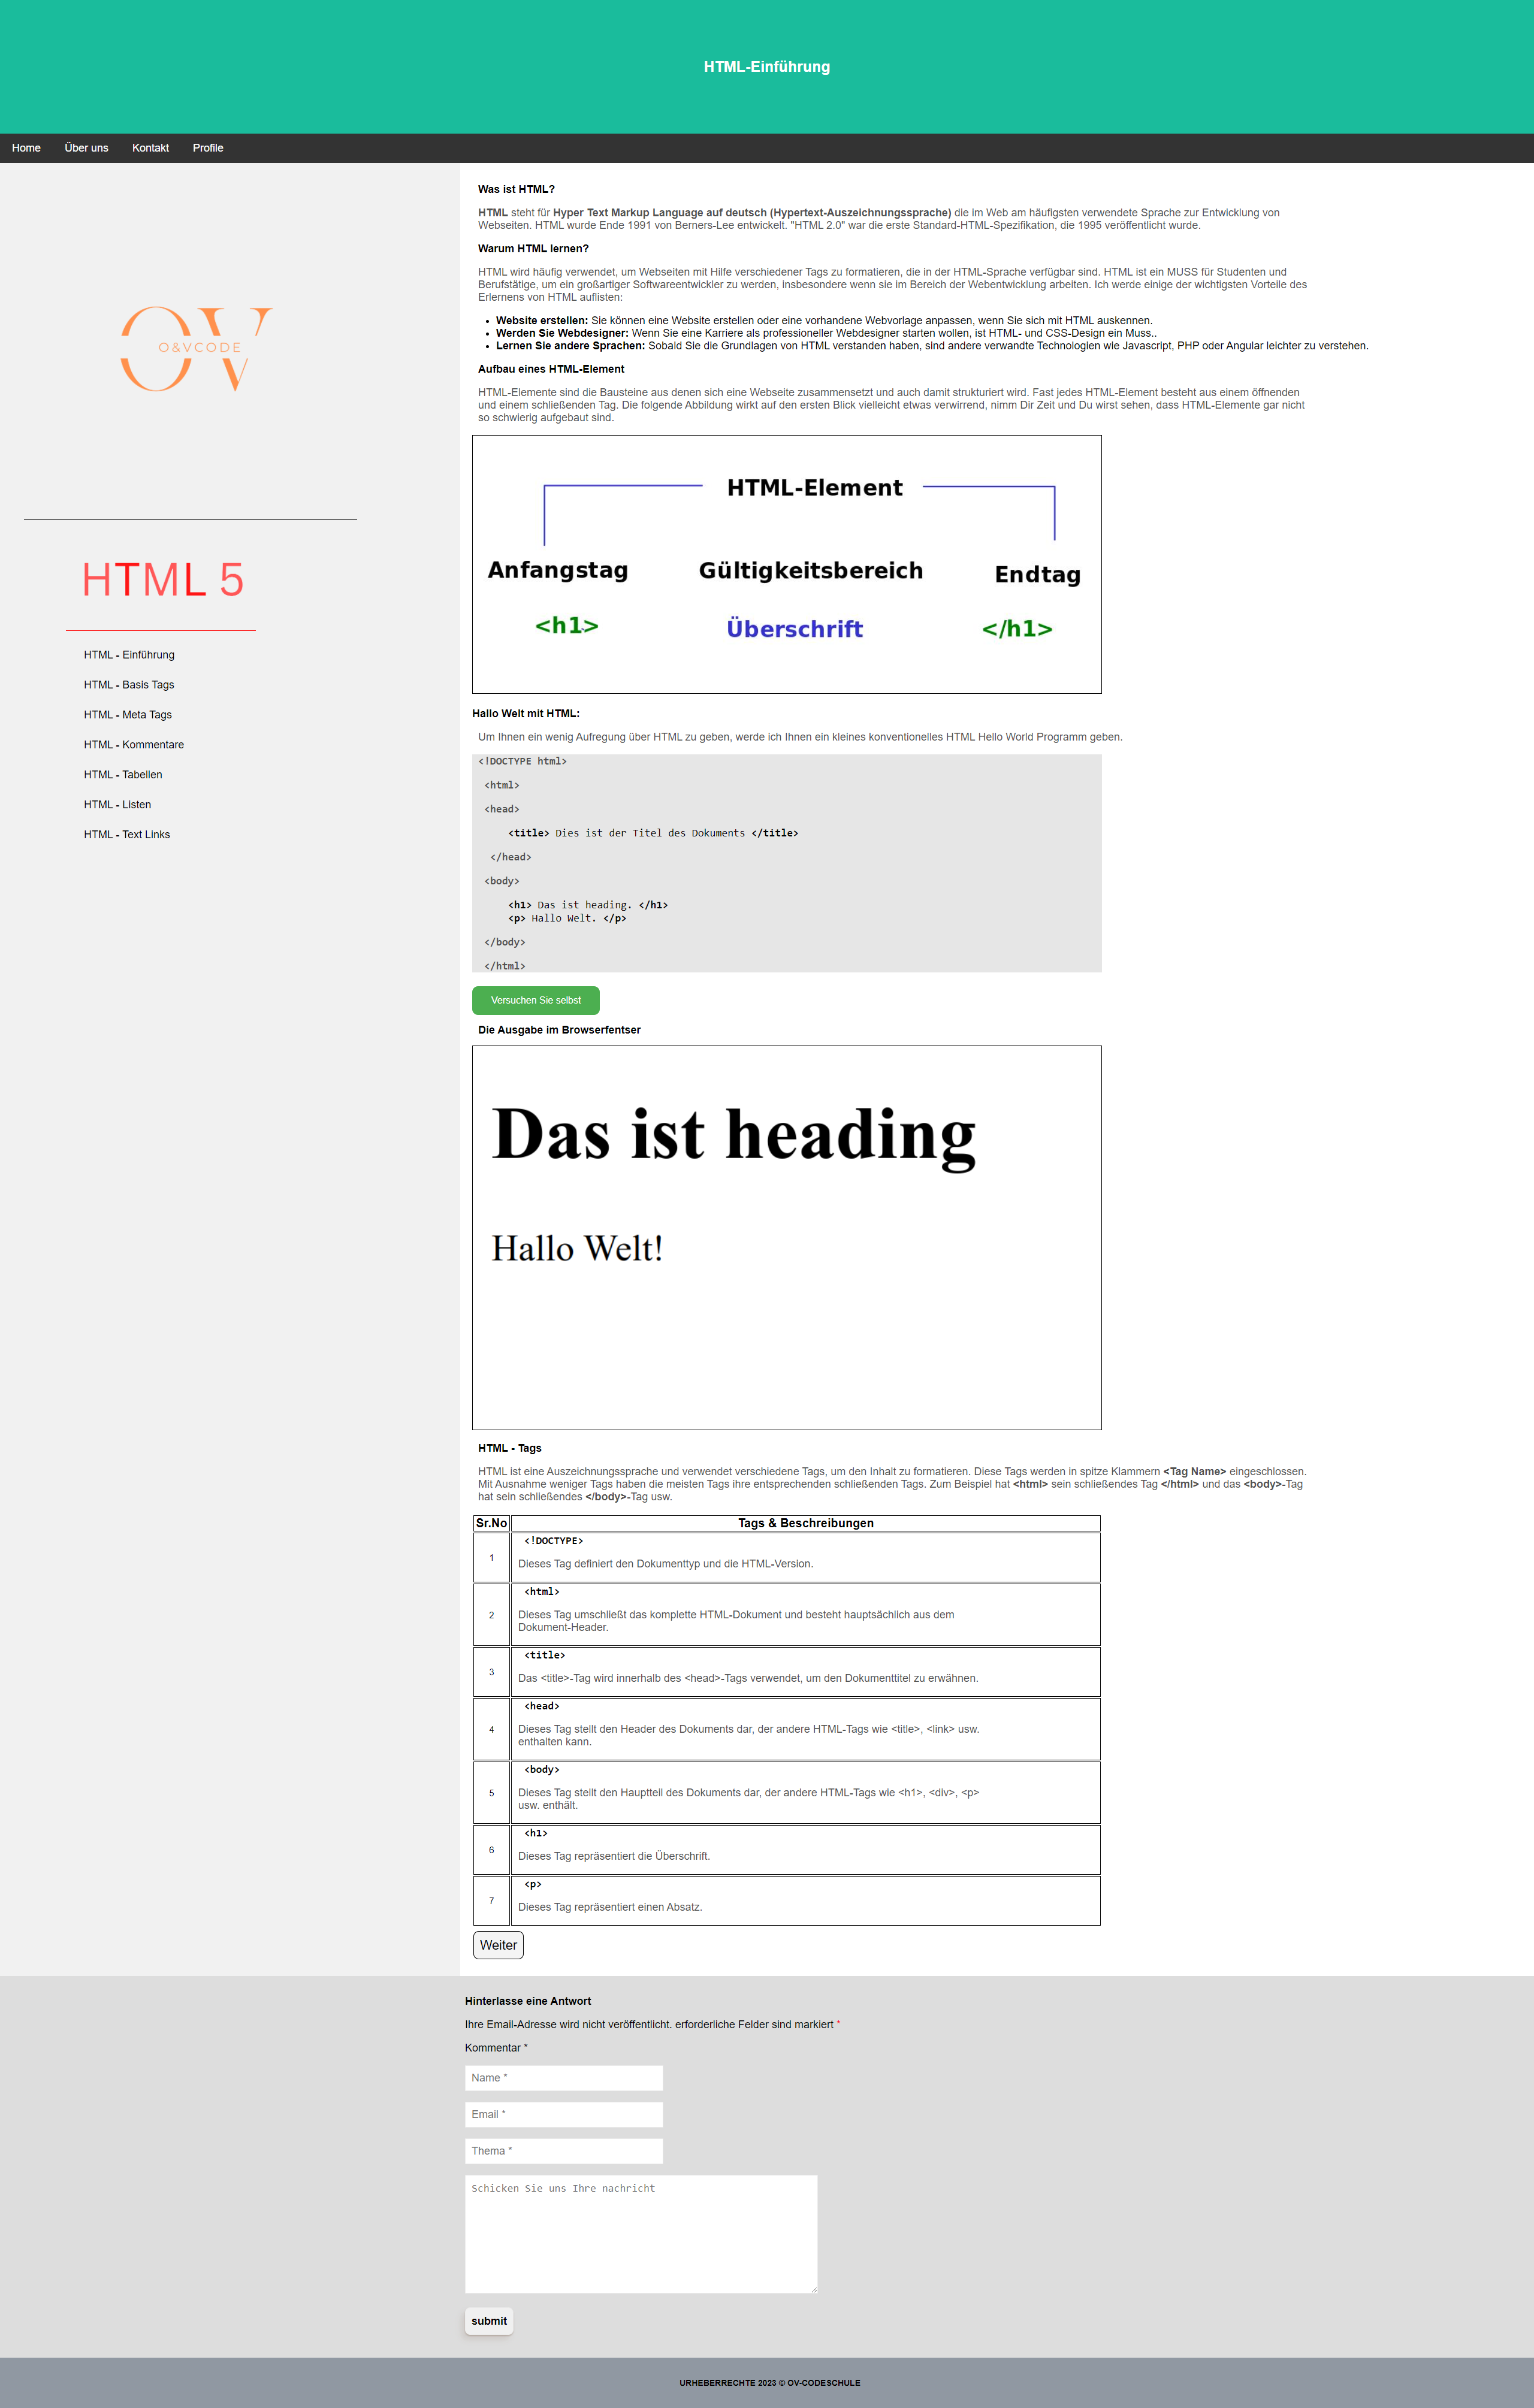 HTML-Einführung
Home Über uns Kontakt Profile
OV
O&VCODE
HTML 5
HTML - Einführung
HTML - Basis Tags
HTML - Meta Tags
HTML - Kommentare
HTML - Tabellen
HTML - Listen
HTML - Text Links
Was ist HTML?
HTML steht für Hyper Text Markup Language auf deutsch (Hypertext-Auszeichnungssprache) die im Web am häufigsten verwendete Sprache zur Entwicklung von
Webseiten. HTML wurde Ende 1991 von Berners-Lee entwickelt. "HTML 2.0" war die erste Standard-HTML-Spezifikation, die 1995 veröffentlicht wurde.
Warum HTML lernen?
HTML wird häufig verwendet, um Webseiten mit Hilfe verschiedener Tags zu formatieren, die in der HTML-Sprache verfügbar sind. HTML ist ein MUSS für Studenten und
Berufstätige, um ein großartiger Softwareentwickler zu werden, insbesondere wenn sie im Bereich der Webentwicklung arbeiten. Ich werde einige der wichtigsten Vorteile des
Erlernens von HTML auflisten:
• Website erstellen: Sie können eine Website erstellen oder eine vorhandene Webvorlage anpassen, wenn Sie sich mit HTML auskennen.
• Werden Sie Webdesigner: Wenn Sie eine Karriere als professioneller Webdesigner starten wollen, ist HTML- und CSS-Design ein Muss..
• Lernen Sie andere Sprachen: Sobald Sie die Grundlagen von HTML verstanden haben, sind andere verwandte Technologien wie Javascript, PHP oder Angular leichter zu verstehen.
Aufbau eines HTML-Element
HTML-Elemente sind die Bausteine aus denen sich eine Webseite zusammensetzt und auch damit strukturiert wird. Fast jedes HTML-Element besteht aus einem öffnenden
und einem schließenden Tag. Die folgende Abbildung wirkt auf den ersten Blick vielleicht etwas verwirrend, nimm Dir Zeit und Du wirst sehen, dass HTML-Elemente gar nicht
so schwierig aufgebaut sind.
HTML-Element
Anfangstag Gültigkeitsbereich Endtag
<h1> Überschrift </h1>
Hallo Welt mit HTML:
Um Ihnen ein wenig Aufregung über HTML zu geben, werde ich Ihnen ein kleines konventionelles HTML Hello World Programm geben.
<!DOCTYPE html>
<html>
<head>
<title> Dies ist der Titel des Dokuments </title>
</head>
<body>
<h1> Das ist heading. </h1>
<p> Hallo Welt. </p>
</body>
</html>
Versuchen Sie selbst
Die Ausgabe im Browserfentser
Das ist heading
Hallo Welt!
HTML - Tags
HTML ist eine Auszeichnungssprache und verwendet verschiedene Tags, um den Inhalt zu formatieren. Diese Tags werden in spitze Klammern <Tag Name> eingeschlossen.
Mit Ausnahme weniger Tags haben die meisten Tags ihre entsprechenden schließenden Tags. Zum Beispiel hat <html> sein schließendes Tag </html> und das <body>-Tag
hat sein schließendes </body>-Tag usw.
Sr.No Tags & Beschreibungen
<!DOCTYPE>
1 Dieses Tag definiert den Dokumenttyp und die HTML-Version.
<html>
2 Dieses Tag umschließt das komplette HTML-Dokument und besteht hauptsächlich aus dem
Dokument-Header.
<title>
3 Das <title>-Tag wird innerhalb des <head>-Tags verwendet, um den Dokumenttitel zu erwähnen.
<head>
4 Dieses Tag stellt den Header des Dokuments dar, der andere HTML-Tags wie <title>, <link> usw.
enthalten kann.
<body>
5 Dieses Tag stellt den Hauptteil des Dokuments dar, der andere HTML-Tags wie <h1>, <div>, <p>
usw. enthält.
<h1>
6 Dieses Tag repräsentiert die Überschrift.
<p>
7 Dieses Tag repräsentiert einen Absatz.
Weiter
Hinterlasse eine Antwort
Ihre Email-Adresse wird nicht veröffentlicht. erforderliche Felder sind markiert *
Kommentar *
Name *
Email *
Thema *
Schicken Sie uns Ihre nachricht
submit
URHEBERRECHTE 2023 © OV-CODESCHULE